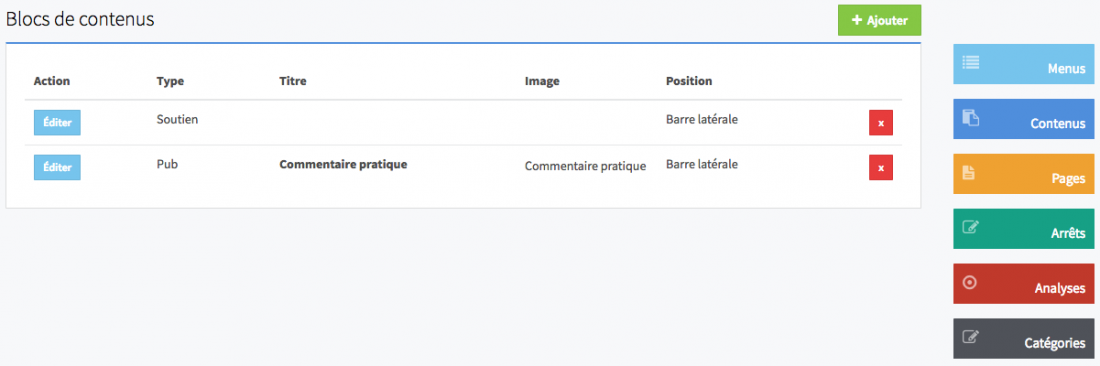 Blocs de contenus
+ Ajouter
Action Type Titre Image Position
Éditer Soutien Barre latérale x
Éditer Pub Commentaire pratique Commentaire pratique Barre latérale x
Menus
Contenus
Pages
Arrêts
Analyses
Catégories